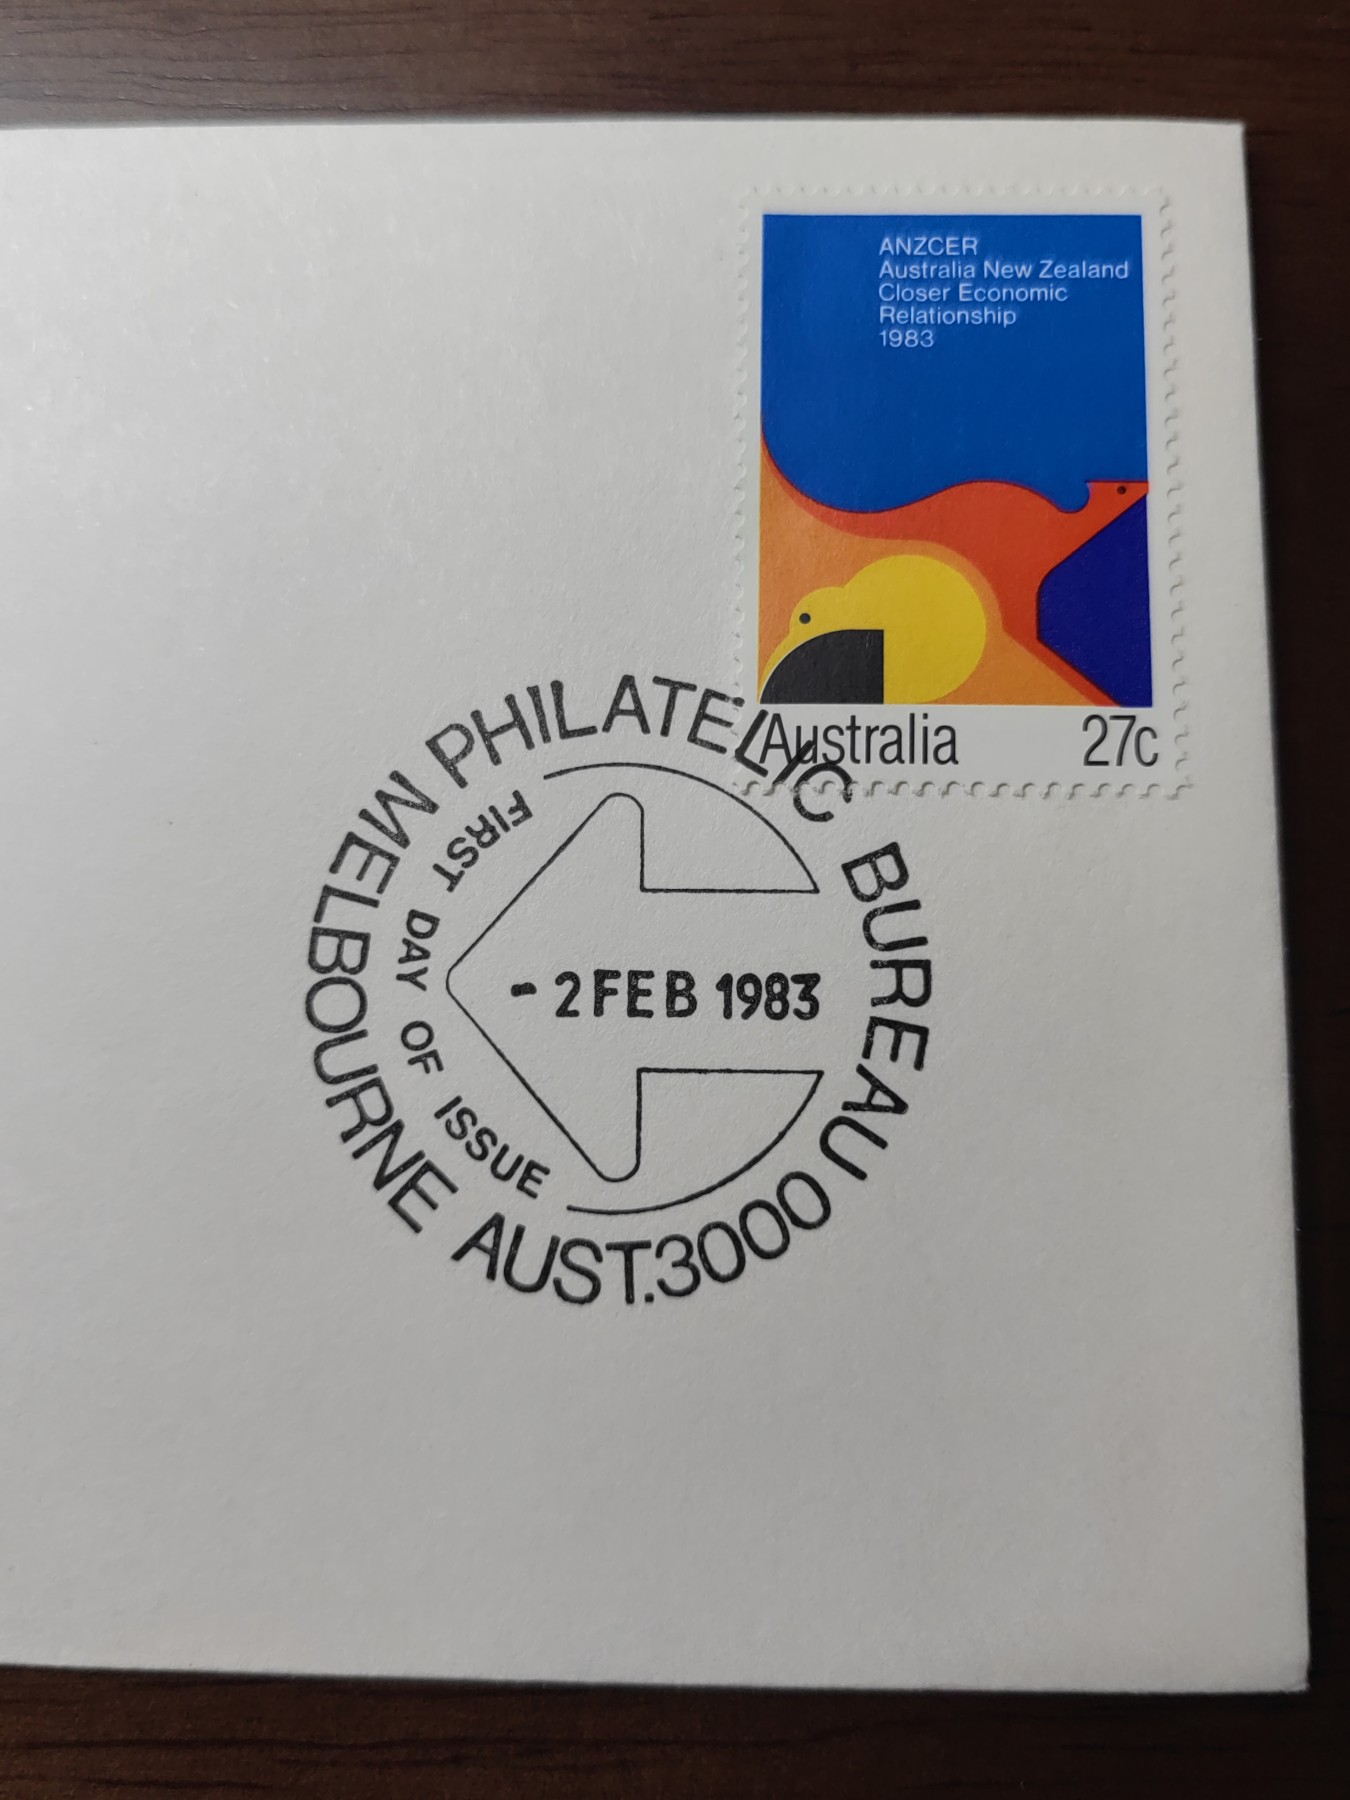 ANZCER
Australia New Zealand
Closer Economic
Relationship
1983
Australia 27c
MELBOURNE PHILATELIC BUREAU
FIRST DAY OF ISSUE
- 2 FEB 1983
AUST.3000